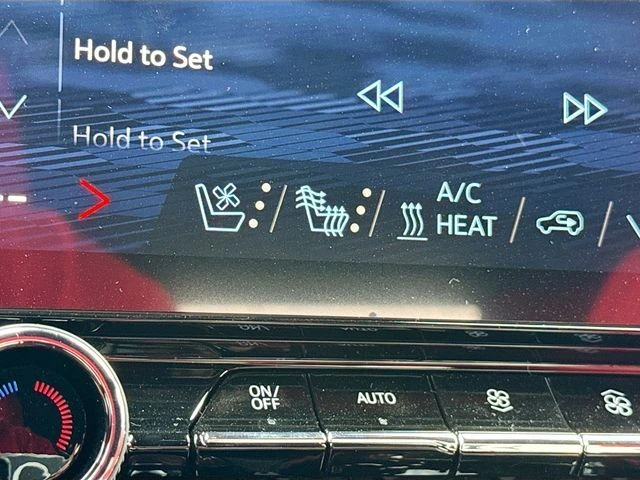 Hold to Set
Hold to Set
A/C
HEAT
ON/
OFF
AUTO